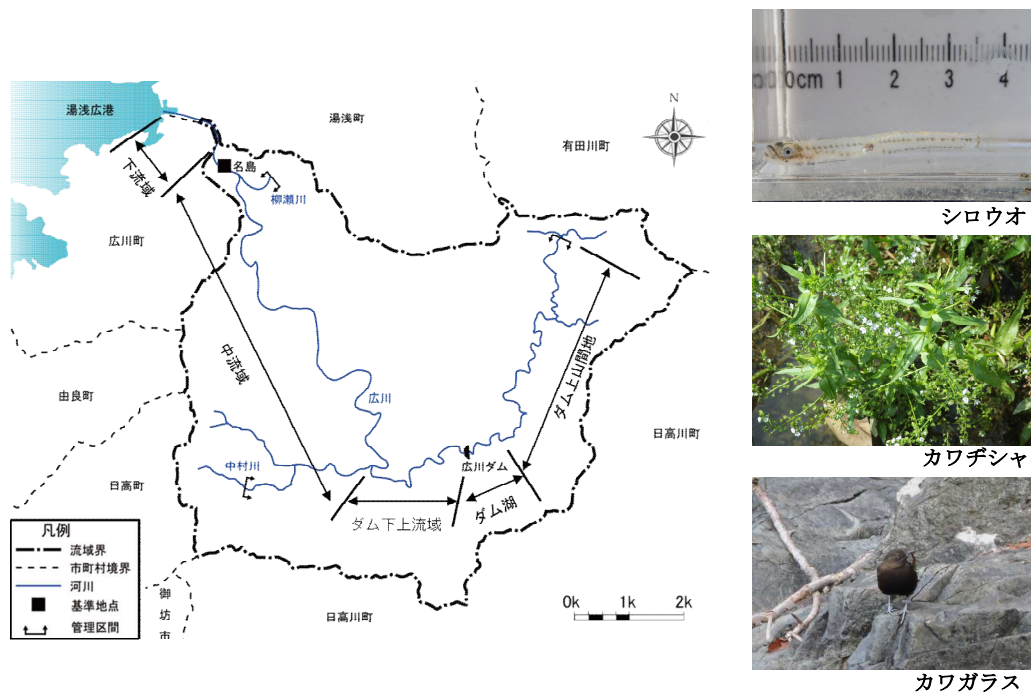 湯浅広港
湯浅町
N
有田川町
名島
柳瀬川
下流域
広川町
中流域
広川
ダム上山間地
由良町
日高川町
日高町
中村川
広川ダム
ダム湖
ダム下上流域
凡例
流域界
市町村境界
河川
基準地点
管理区間
御坊市
日高川町
0k 1k 2k
0cm 1 2 3 4
シロウオ
カワヂシャ
カワガラス